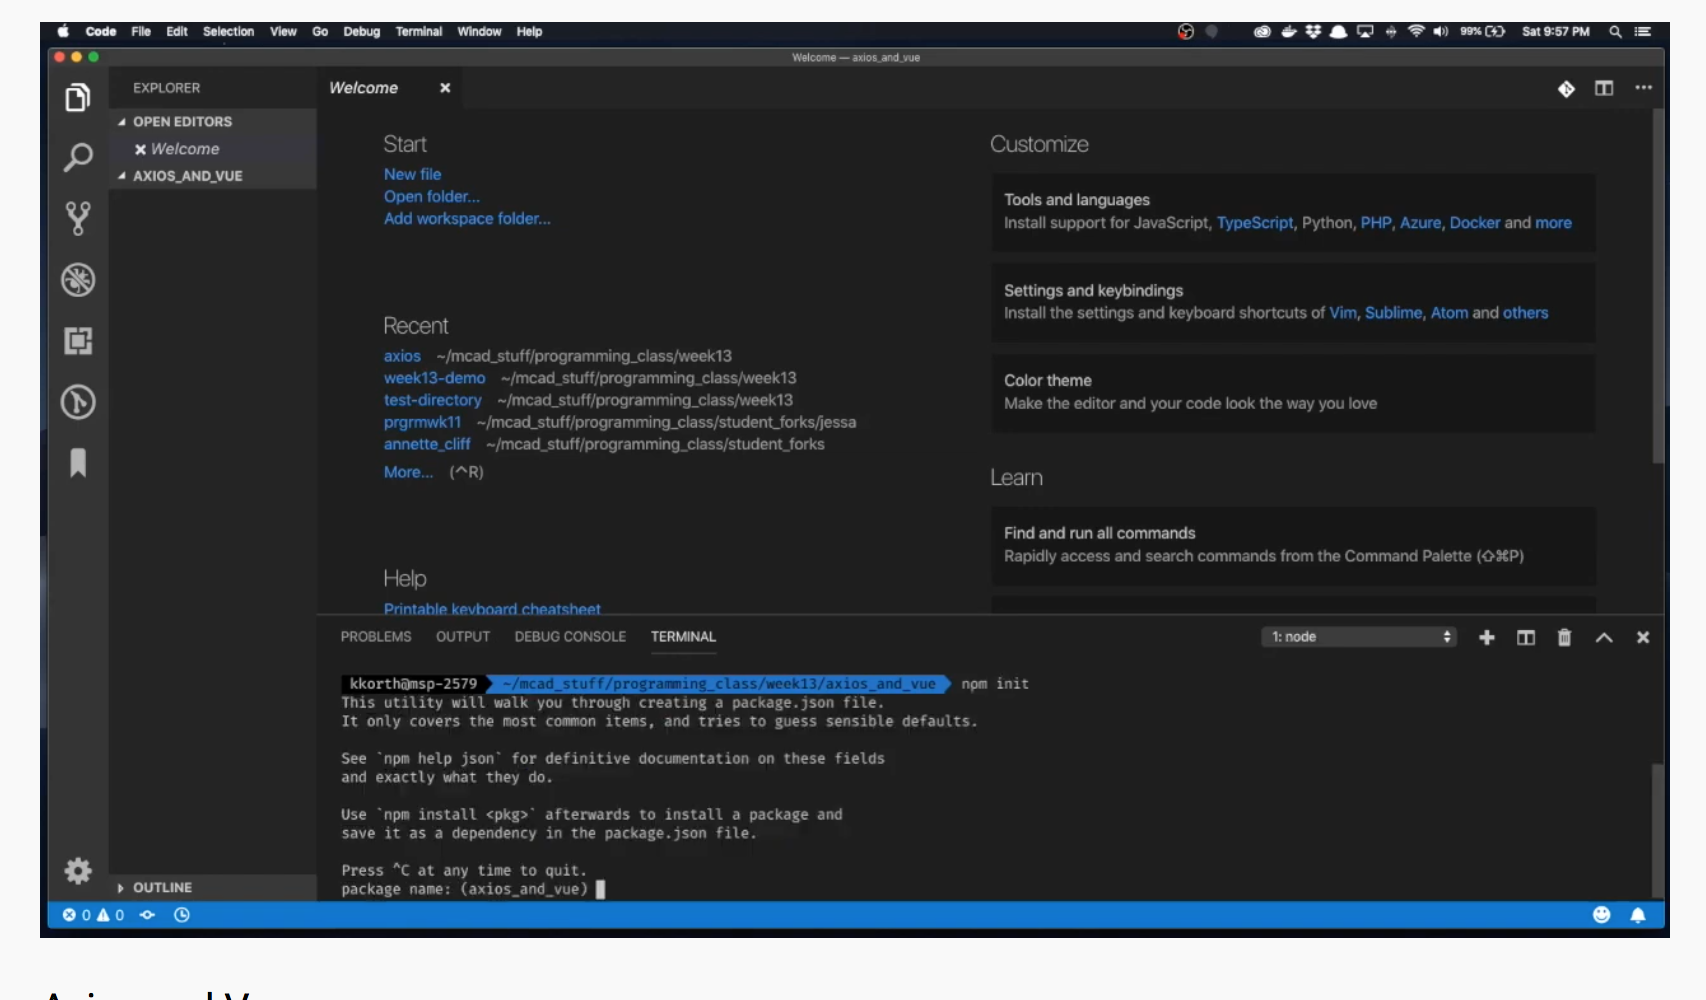 Code File Edit Selection View Go Debug Terminal Window Help
99% Sat 9:57 PM
Welcome — axios_and_vue
EXPLORER
OPEN EDITORS
Welcome
AXIOS_AND_VUE
OUTLINE
Welcome
Start
New file
Open folder...
Add workspace folder...
Recent
axios ~/mcad_stuff/programming_class/week13
week13-demo ~/mcad_stuff/programming_class/week13
test-directory ~/mcad_stuff/programming_class/week13
prgrmwk11 ~/mcad_stuff/programming_class/student_forks/jessa
annette_cliff ~/mcad_stuff/programming_class/student_forks
More... (^R)
Help
Printable keyboard cheatsheet
Customize
Tools and languages
Install support for JavaScript, TypeScript, Python, PHP, Azure, Docker and more
Settings and keybindings
Install the settings and keyboard shortcuts of Vim, Sublime, Atom and others
Color theme
Make the editor and your code look the way you love
Learn
Find and run all commands
Rapidly access and search commands from the Command Palette (⇧⌘P)
PROBLEMS OUTPUT DEBUG CONSOLE TERMINAL
1: node
kkorth@msp-2579 ~/mcad_stuff/programming_class/week13/axios_and_vue npm init
This utility will walk you through creating a package.json file.
It only covers the most common items, and tries to guess sensible defaults.
See `npm help json` for definitive documentation on these fields
and exactly what they do.
Use `npm install <pkg>` afterwards to install a package and
save it as a dependency in the package.json file.
Press ^C at any time to quit.
package name: (axios_and_vue)
0 0